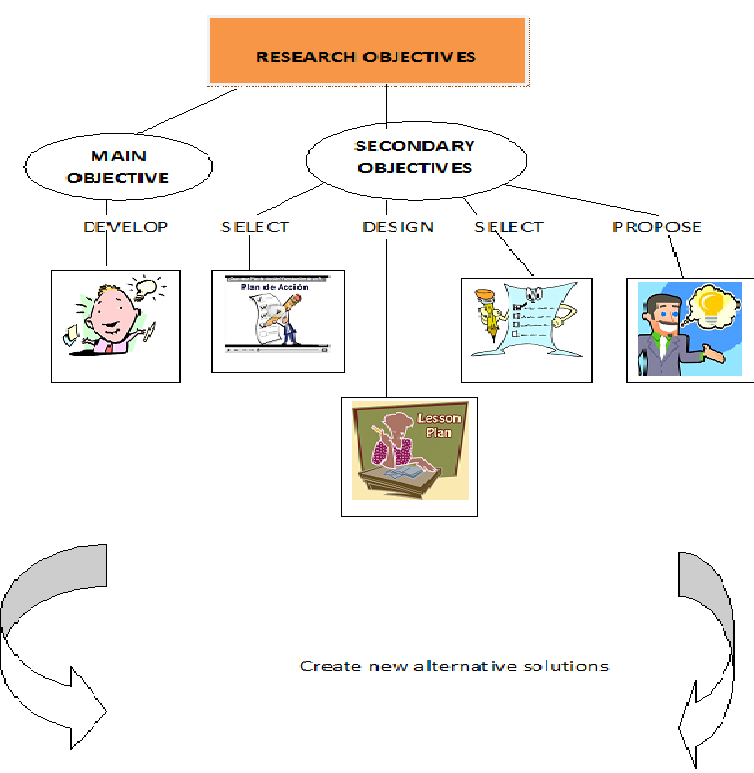 RESEARCH OBJECTIVES
MAIN
OBJECTIVE
SECONDARY
OBJECTIVES
DEVELOP
SELECT
DESIGN
SELECT
PROPOSE
Plan de Acción
Lesson
Plan
Create new alternative solutions